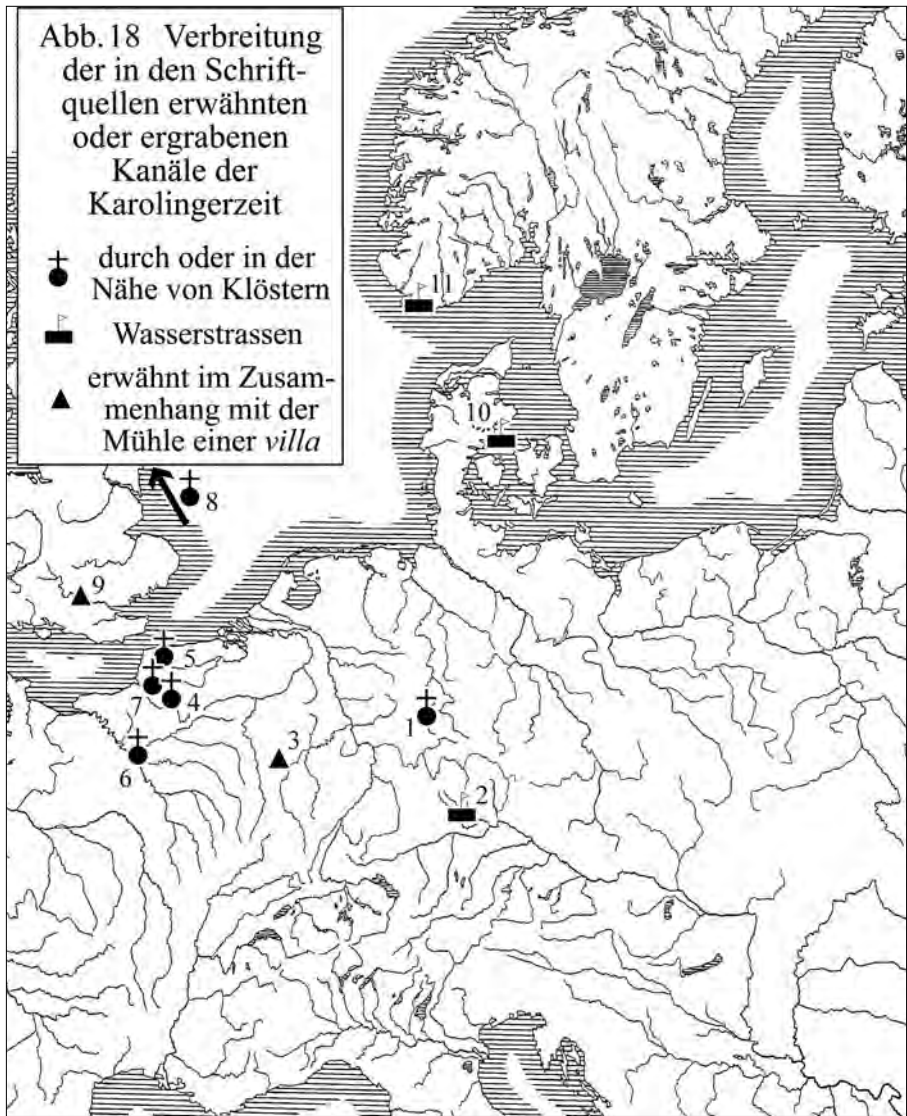 Abb. 18 Verbreitung
der in den Schrift-
quellen erwähnten
oder ergrabenen
Kanäle der
Karolingerzeit
durch oder in der
Nähe von Klöstern
Wasserstrassen
erwähnt im Zusam-
menhang mit der
Mühle einer villa
11
10
8
9
5
7
4
1
3
6
2